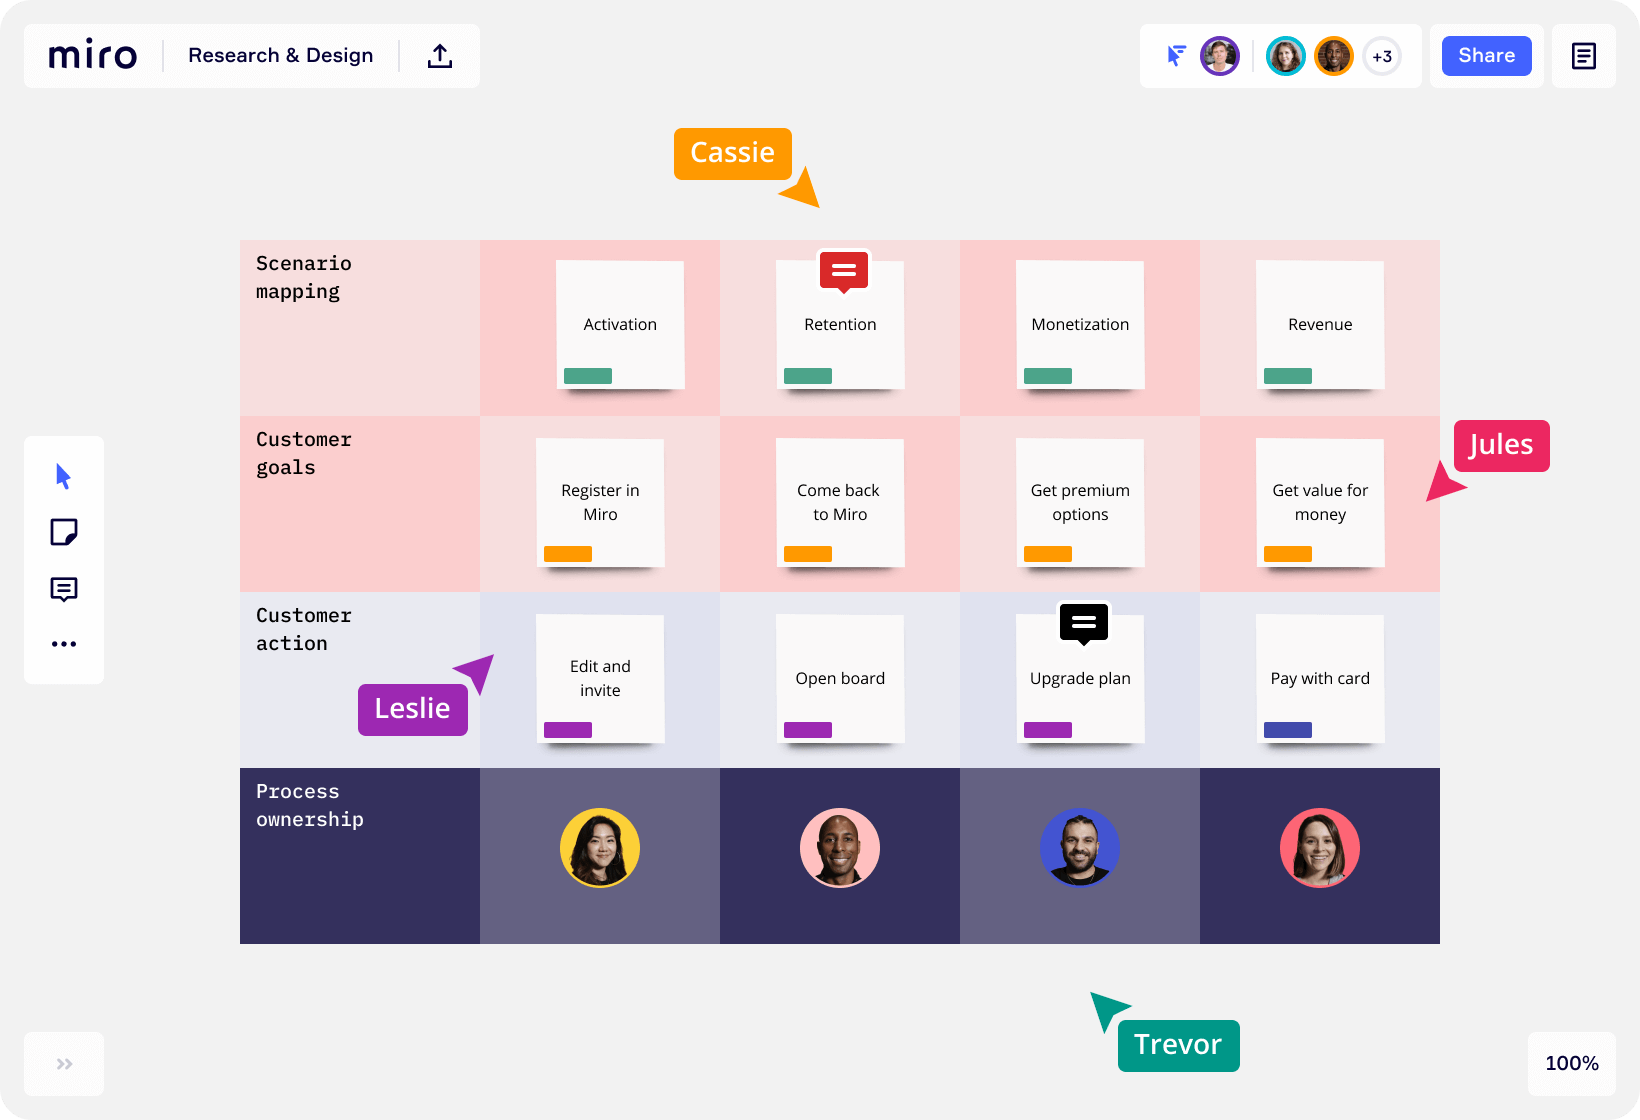 miro
Research & Design
+3
Share
Cassie
Scenario
mapping
Activation
Retention
Monetization
Revenue
Customer
goals
Register in
Miro
Come back
to Miro
Get premium
options
Get value for
money
Jules
Customer
action
Edit and
invite
Open board
Upgrade plan
Pay with card
Leslie
Process
ownership
Trevor
100%